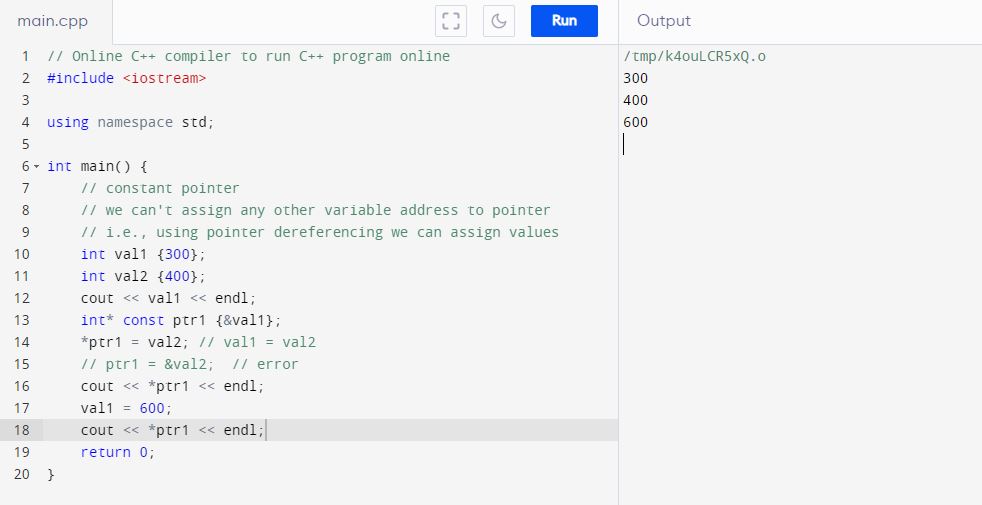 main.cpp
Run
Output
1 // Online C++ compiler to run C++ program online
2 #include <iostream>
3
4 using namespace std;
5
6 int main() {
7     // constant pointer
8     // we can't assign any other variable address to pointer
9     // i.e., using pointer dereferencing we can assign values
10     int val1 {300};
11     int val2 {400};
12     cout << val1 << endl;
13     int* const ptr1 {&val1};
14     *ptr1 = val2; // val1 = val2
15     // ptr1 = &val2;  // error
16     cout << *ptr1 << endl;
17     val1 = 600;
18     cout << *ptr1 << endl;
19     return 0;
20 }
/tmp/k4ouLCR5xQ.o
300
400
600